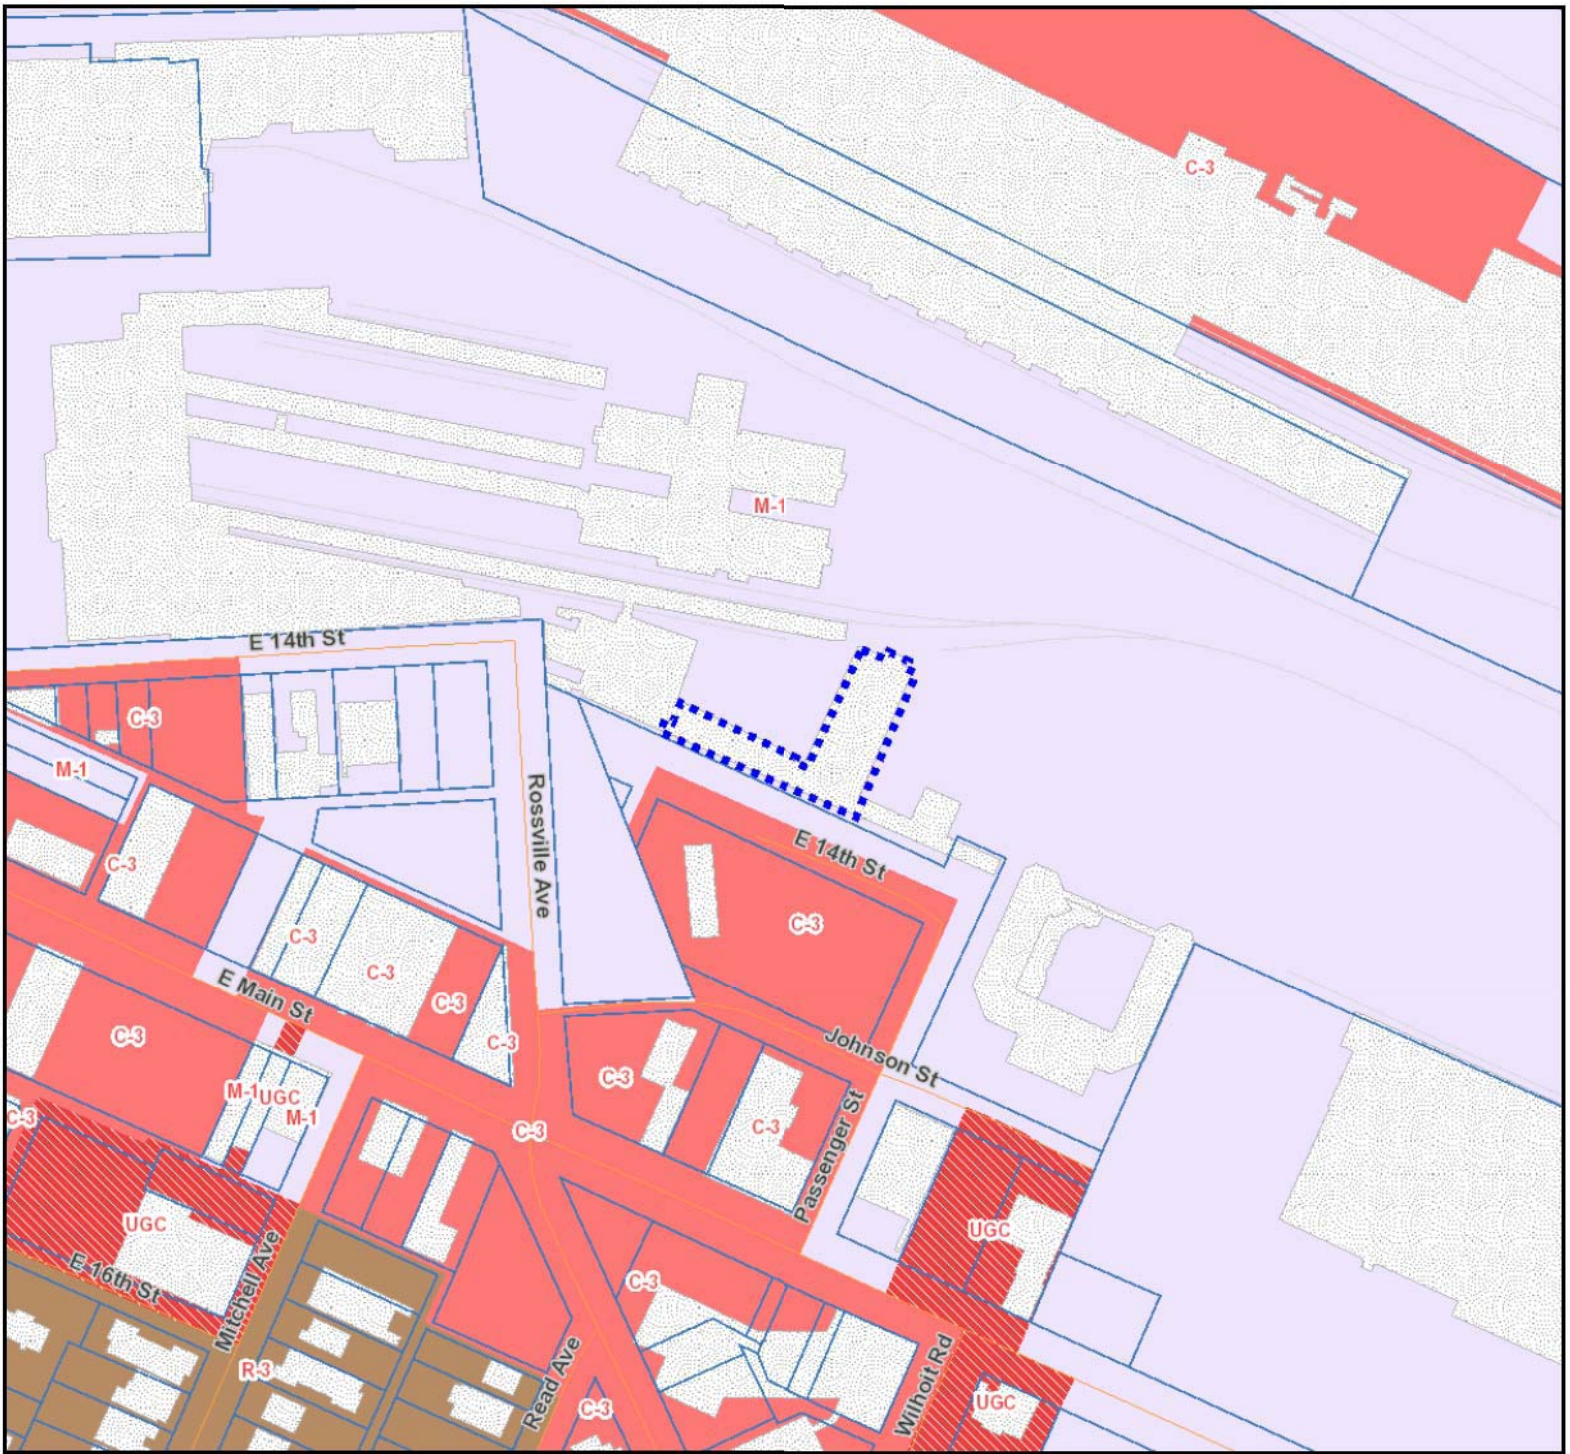 C-3
M-1
E 14th St
C-3
M-1
Rossville Ave
E 14th St
C-3
C-3
C-3
C-3
C-3
E Main St
C-3
C-3
Johnson St
C-3
M-1
UGC
M-1
C-3
C-3
C-3
Passenger St
UGC
UGC
E 16th St
Mitchell Ave
C-3
R-3
Read Ave
Wilhoit Rd
C-3
UGC